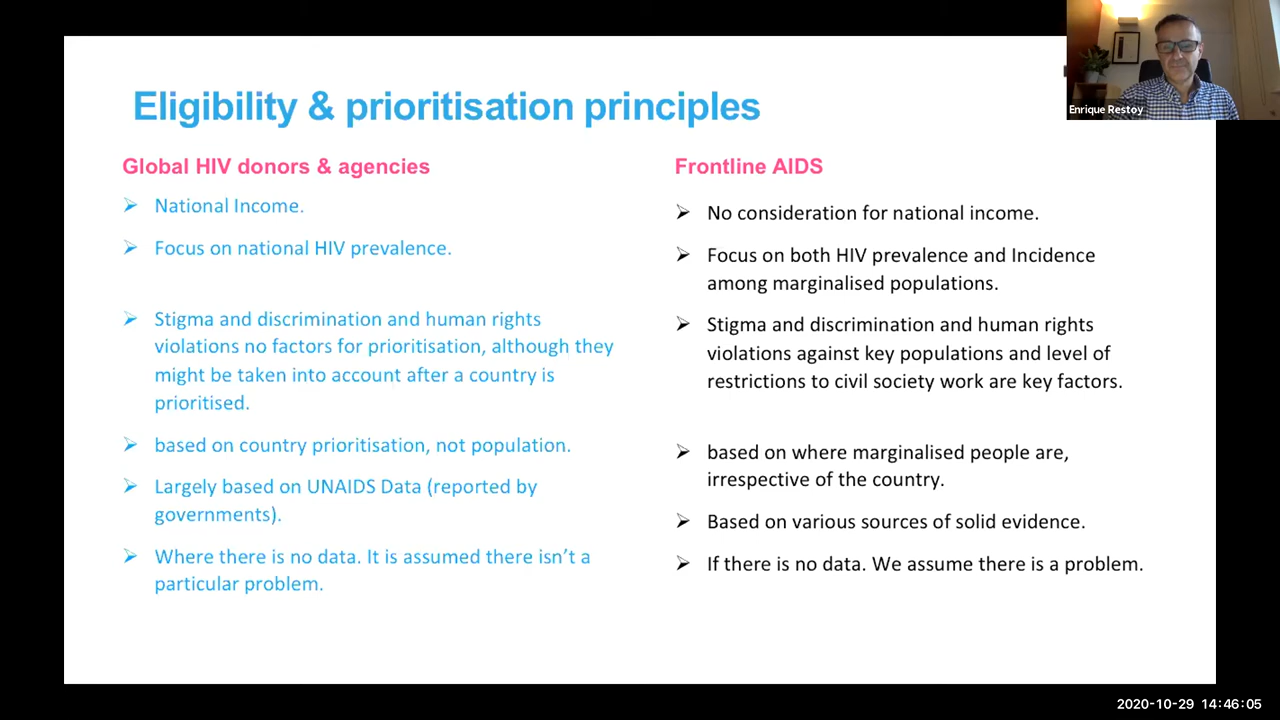 Eligibility & prioritisation principles
Enrique Restoy
Global HIV donors & agencies
National Income.
Focus on national HIV prevalence.
Stigma and discrimination and human rights
violations no factors for prioritisation, although they
might be taken into account after a country is
prioritised.
based on country prioritisation, not population.
Largely based on UNAIDS Data (reported by
governments).
Where there is no data. It is assumed there isn’t a
particular problem.
Frontline AIDS
No consideration for national income.
Focus on both HIV prevalence and Incidence
among marginalised populations.
Stigma and discrimination and human rights
violations against key populations and level of
restrictions to civil society work are key factors.
based on where marginalised people are,
irrespective of the country.
Based on various sources of solid evidence.
If there is no data. We assume there is a problem.
2020-10-29 14:46:05